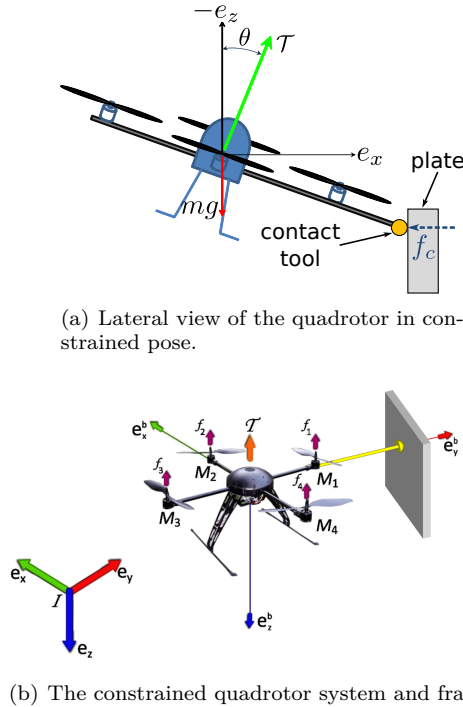 −e_z
θ
𝒯
e_x
plate
mg
contact
tool
f_c
(a) Lateral view of the quadrotor in con-
strained pose.
e_x^b
f_2
𝒯
f_1
e_y^b
f_3
M_2
f_4
M_1
M_3
M_4
e_x
e_y
I
e_z
e_z^b
(b) The constrained quadrotor system and fra